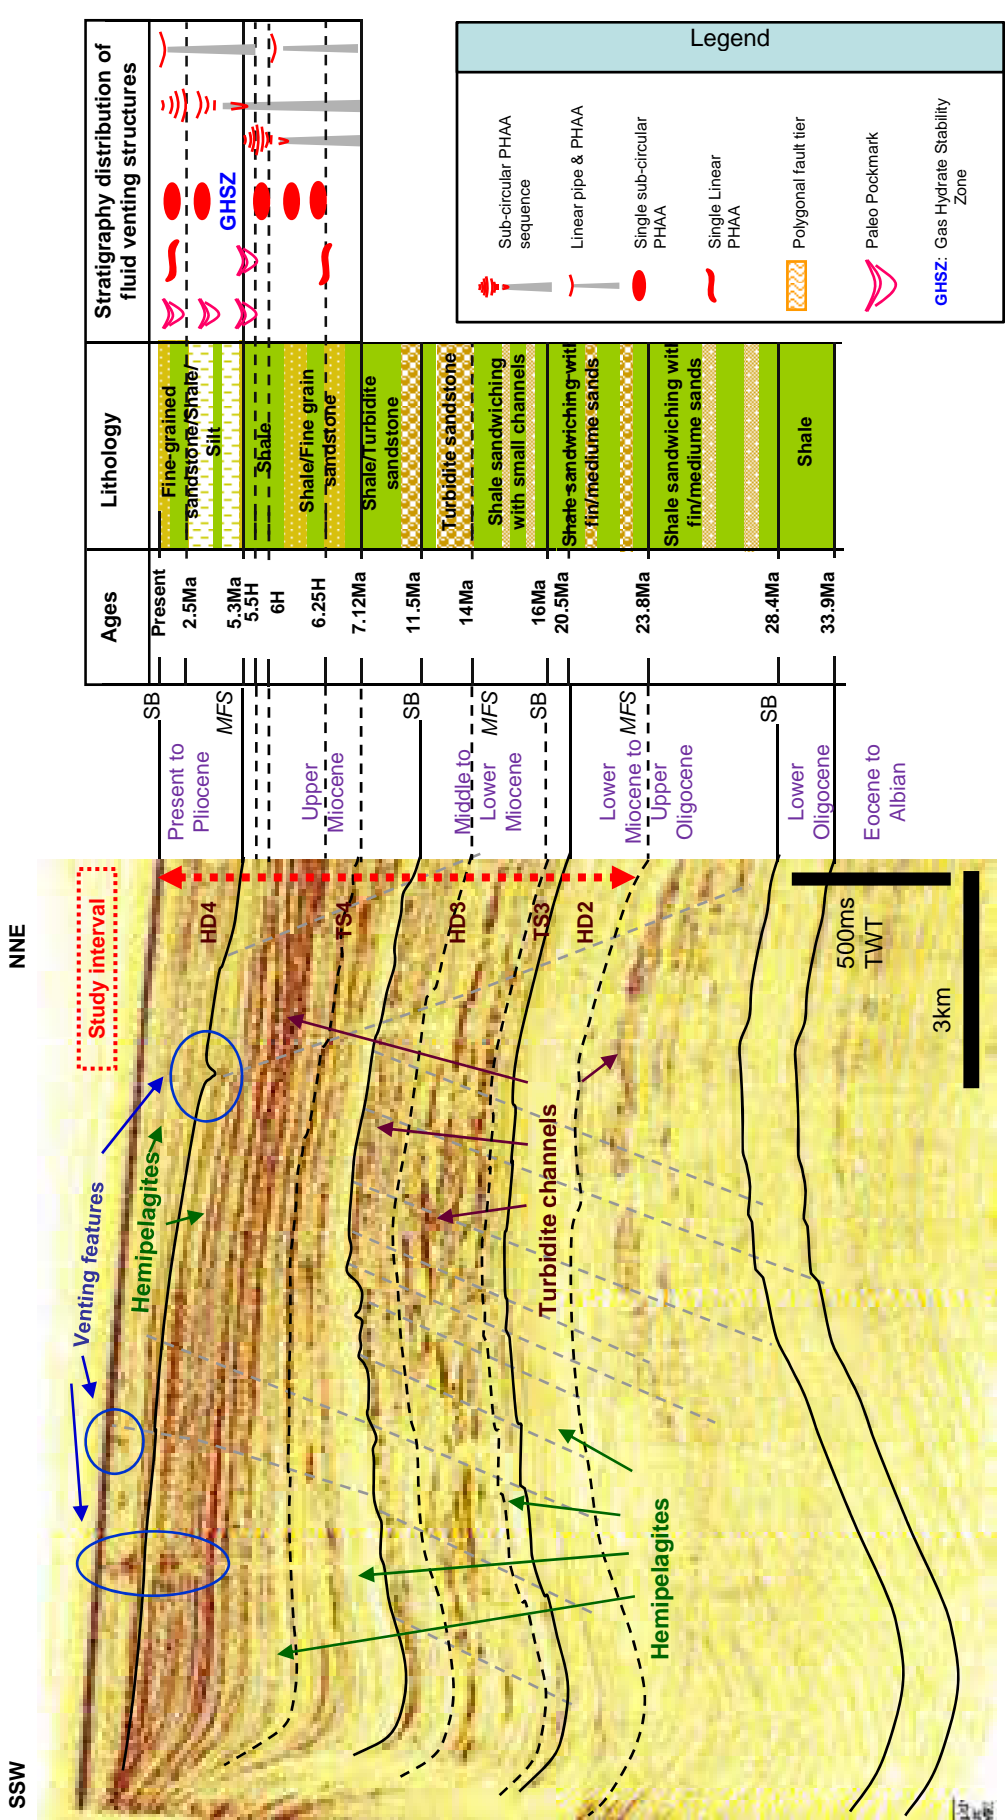 SSW
NNE
Study interval
Venting features
Hemipelagites
Turbidite channels
Hemipelagites
HD4
TS4
HD3
TS3
HD2
500ms
TWT
3km
SB
MFS
SB
MFS
SB
MFS
SB
Present to
Pliocene
Upper
Miocene
Middle to
Lower
Miocene
Lower
Miocene to
Upper
Oligocene
Lower
Oligocene
Eocene to
Albian
Ages
Present
2.5Ma
5.3Ma
5.5H
6H
6.25H
7.12Ma
11.5Ma
14Ma
16Ma
20.5Ma
23.8Ma
28.4Ma
33.9Ma
Lithology
Fine-grained
sandstone/Shale/
Silt
Shale
Shale/Fine grain
sandstone
Shale/Turbidite
sandstone
Turbidite sandstone
Shale sandwiching
with small channels
Shale sandwiching with
fin/mediume sands
Shale sandwiching with
fin/mediume sands
Shale
Stratigraphy distribution of
fluid venting structures
GHSZ
Legend
Sub-circular PHAA
sequence
Linear pipe & PHAA
Single sub-circular
PHAA
Single Linear
PHAA
Polygonal fault tier
Paleo Pockmark
GHSZ: Gas Hydrate Stability
Zone